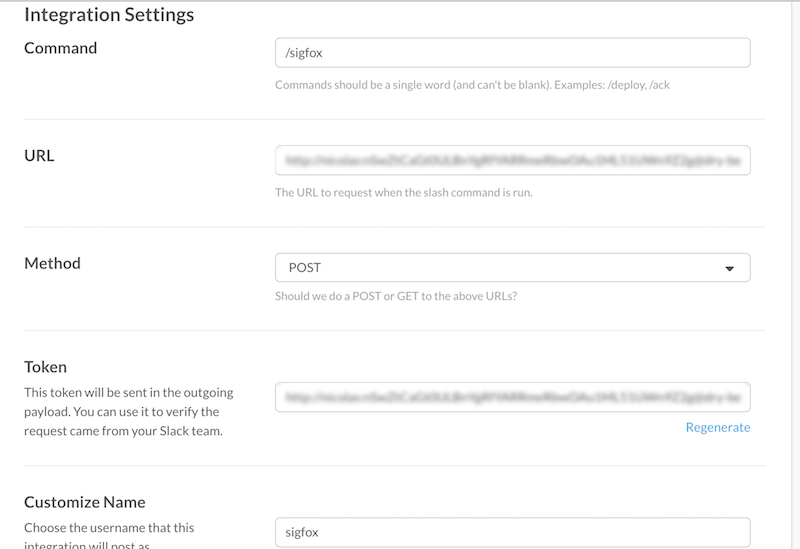 Integration Settings
Command
/sigfox
Commands should be a single word (and can't be blank). Examples: /deploy, /ack
URL
The URL to request when the slash command is run.
Method
POST
Should we do a POST or GET to the above URLs?
Token
This token will be sent in the outgoing
payload. You can use it to verify the
request came from your Slack team.
Regenerate
Customize Name
Choose the username that this
integration will post as.
sigfox